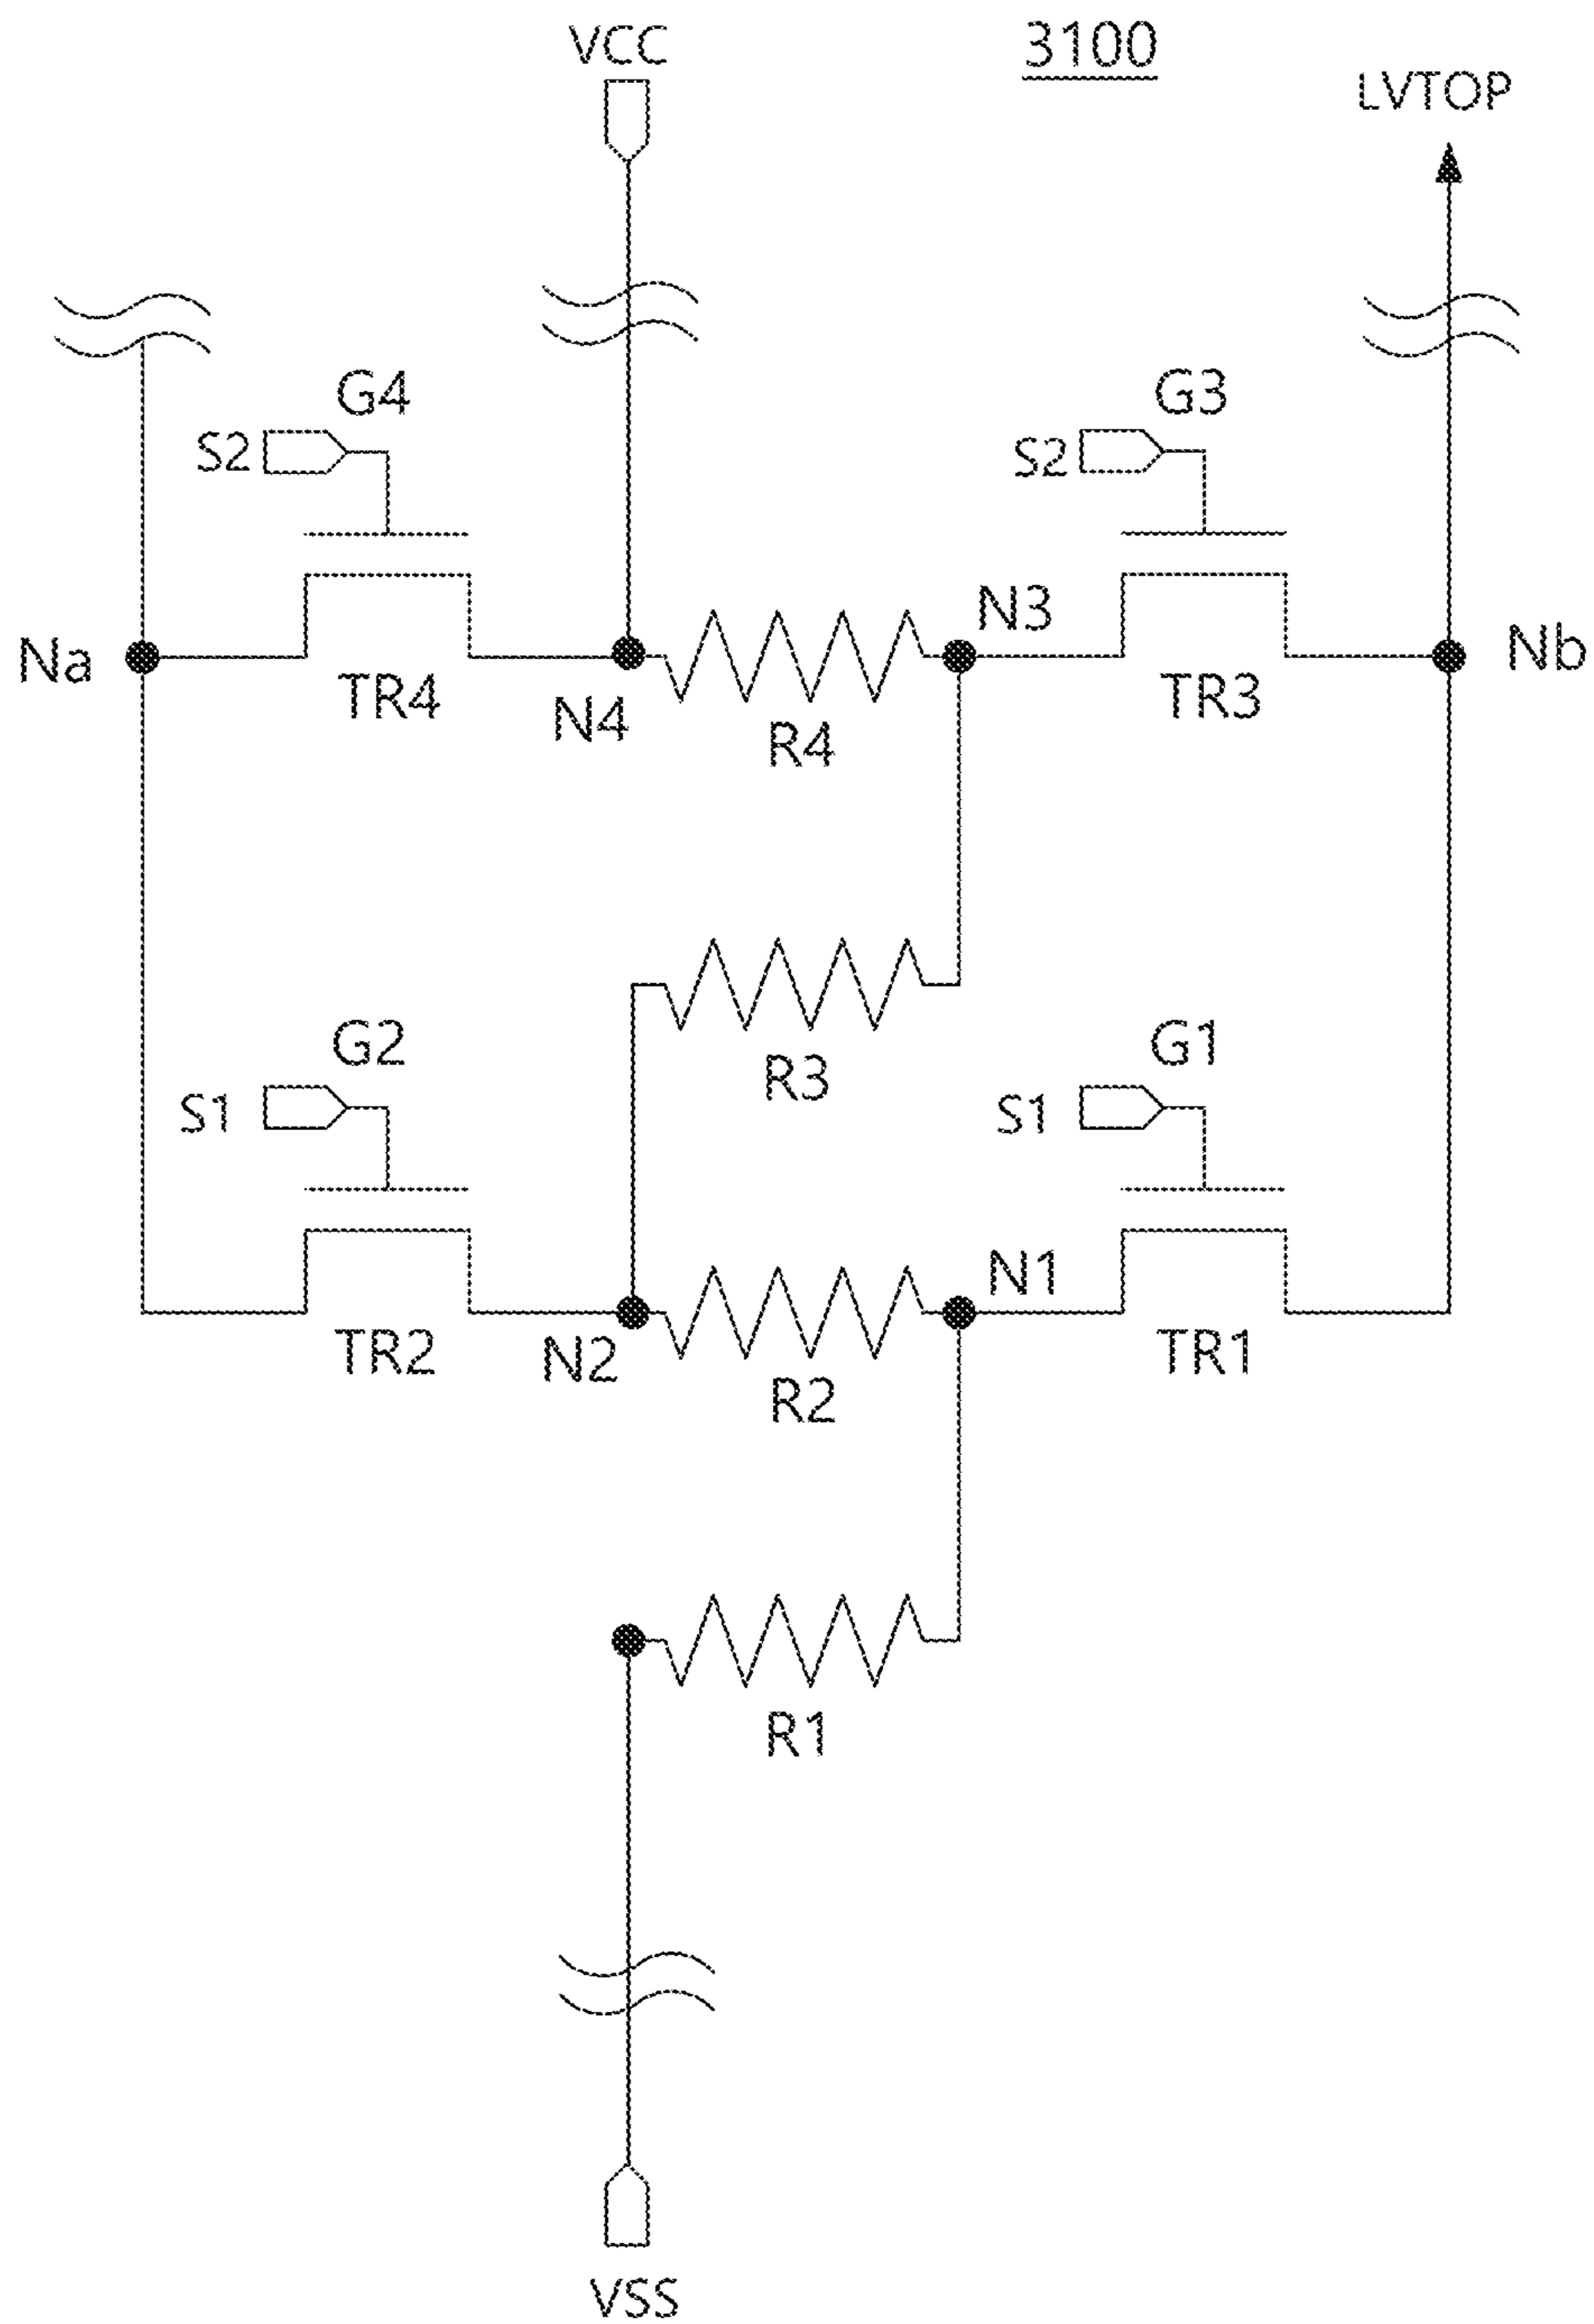 VCC
3100
LVTOP
G4
G3
S2
S2
N3
Na
Nb
TR4
N4
TR3
R4
G2
G1
R3
S1
S1
N1
TR2
N2
TR1
R2
R1
VSS